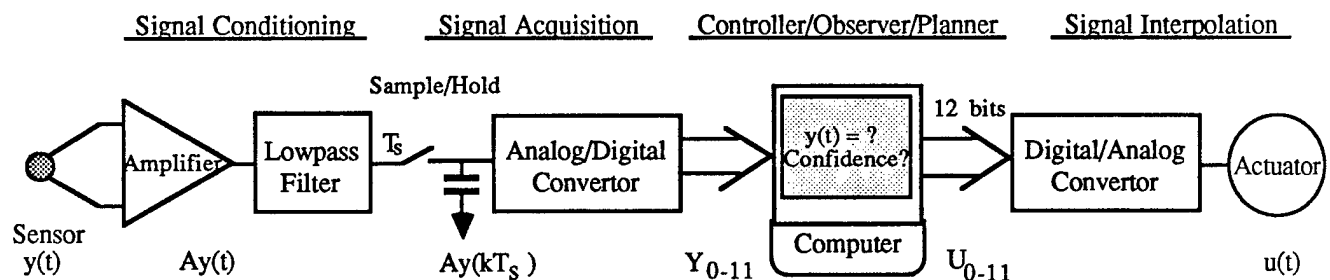 Signal Conditioning
Signal Acquisition
Controller/Observer/Planner
Signal Interpolation
Sample/Hold
12 bits
Amplifier
Lowpass
Filter
Ts
Analog/Digital
Convertor
y(t) = ?
Confidence?
Digital/Analog
Convertor
Actuator
Computer
Sensor
y(t)
Ay(t)
Ay(kTs)
Y0-11
U0-11
u(t)